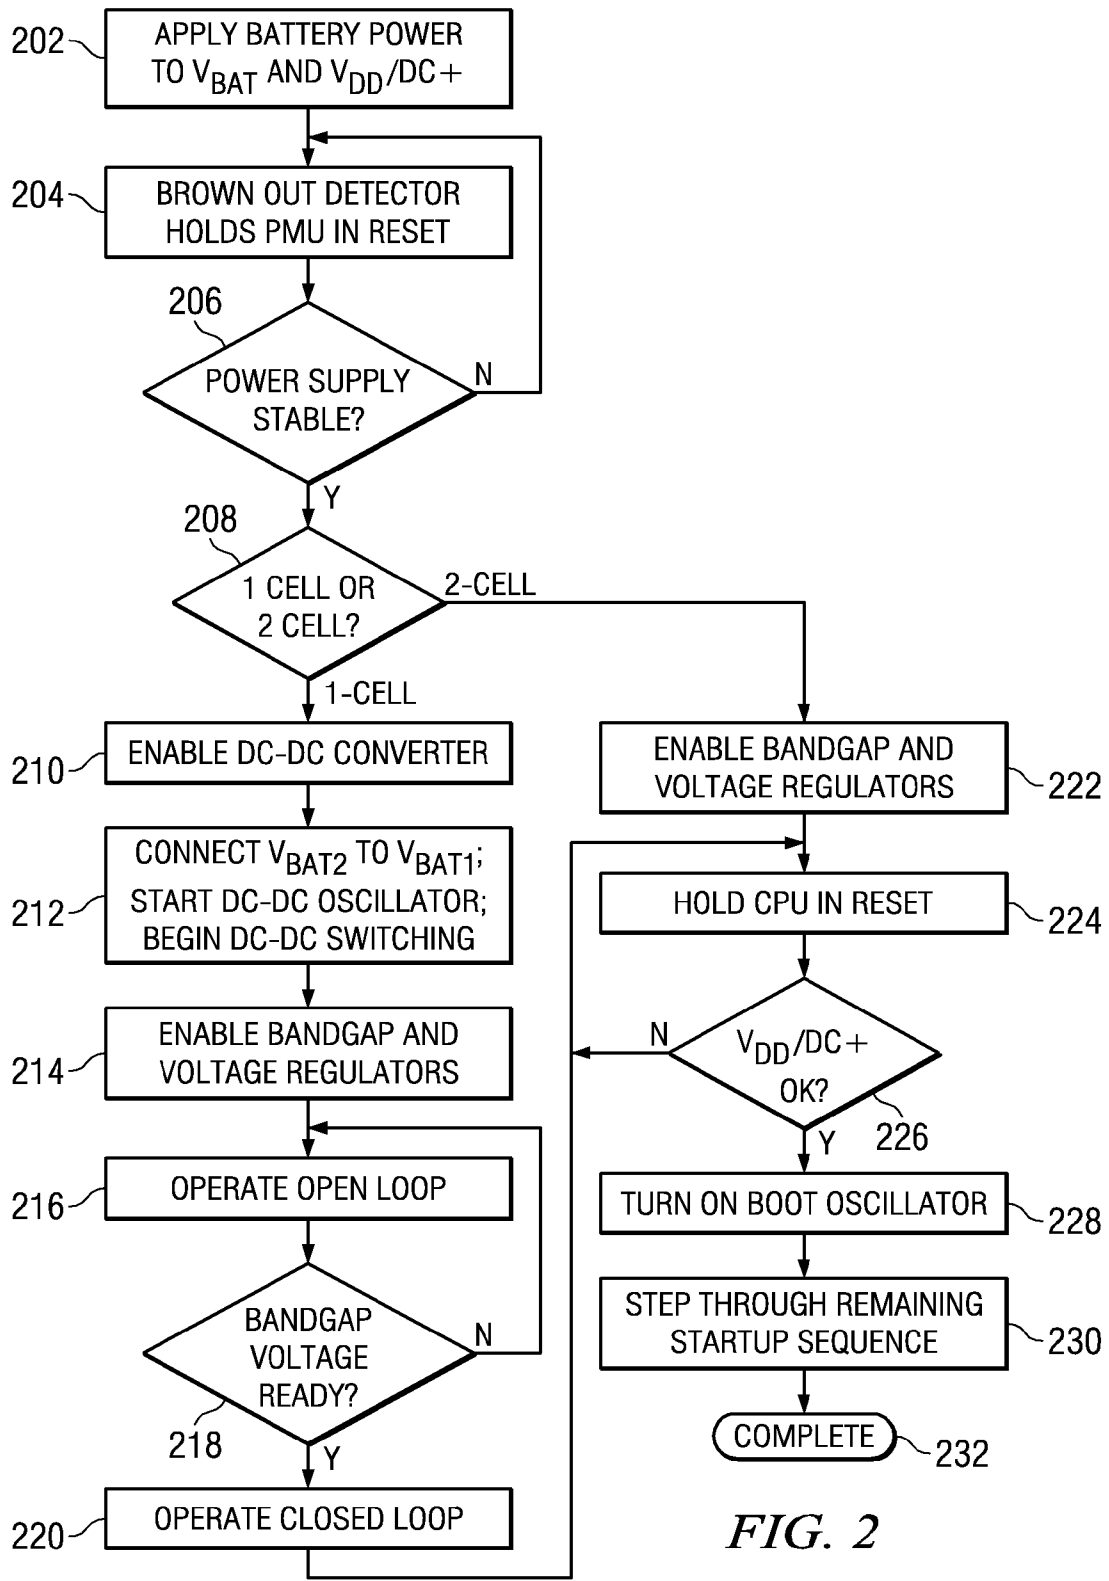 202
APPLY BATTERY POWER
TO VBAT AND VDD/DC+
204
BROWN OUT DETECTOR
HOLDS PMU IN RESET
206
POWER SUPPLY
STABLE?
N
Y
208
1 CELL OR
2 CELL?
2-CELL
1-CELL
210
ENABLE DC-DC CONVERTER
212
CONNECT VBAT2 TO VBAT1;
START DC-DC OSCILLATOR;
BEGIN DC-DC SWITCHING
214
ENABLE BANDGAP AND
VOLTAGE REGULATORS
216
OPERATE OPEN LOOP
218
BANDGAP
VOLTAGE
READY?
N
Y
220
OPERATE CLOSED LOOP
222
ENABLE BANDGAP AND
VOLTAGE REGULATORS
224
HOLD CPU IN RESET
226
VDD/DC+
OK?
N
Y
228
TURN ON BOOT OSCILLATOR
230
STEP THROUGH REMAINING
STARTUP SEQUENCE
232
COMPLETE
FIG. 2